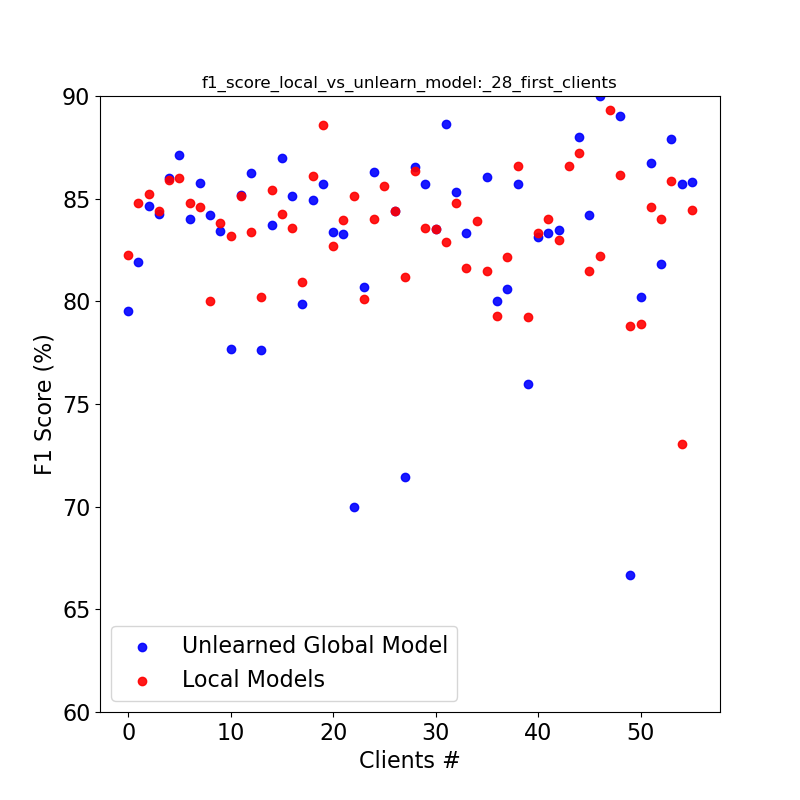 f1_score_local_vs_unlearn_model:_28_first_clients
90
85
80
75
70
65
60
F1 Score (%)
Unlearned Global Model
Local Models
0 10 20 30 40 50
Clients #